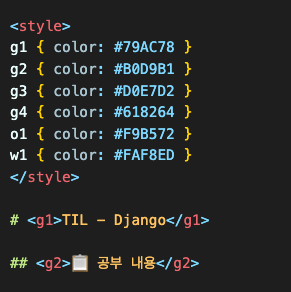 <style>
g1 { color: #79AC78 }
g2 { color: #B0D9B1 }
g3 { color: #D0E7D2 }
g4 { color: #618264 }
o1 { color: #F9B572 }
w1 { color: #FAF8ED }
</style>
# <g1>TIL - Django</g1>
## <g2>📋 공부 내용</g2>